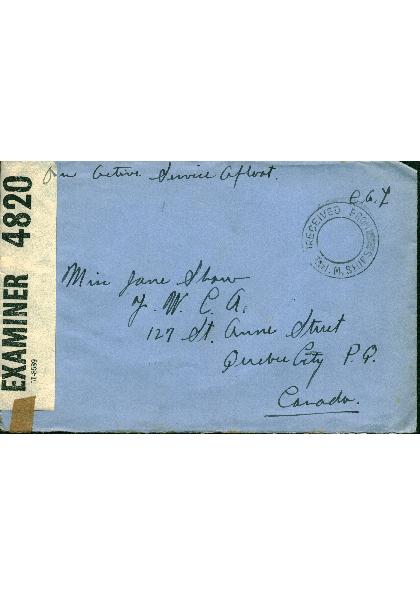 On Active Service Afloat.
RECEIVED FROM H.M. SHIPS
Miss Jane Shaw
Y. W. C. A.
127 St. Anne Street
Quebec City P.Q.
Canada.
EXAMINER 4820